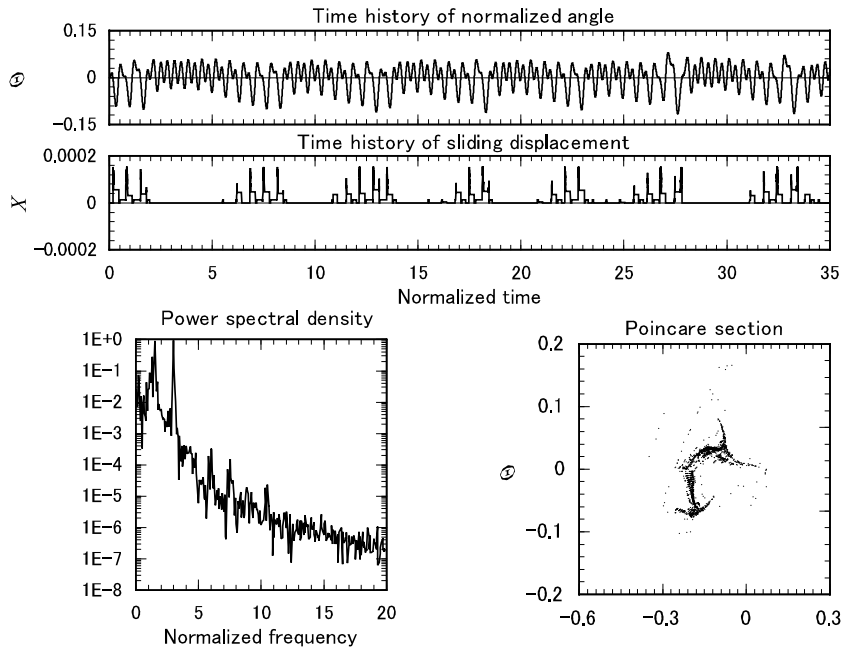 Time history of normalized angle
0.15
0
−0.15
Θ
Time history of sliding displacement
0.0002
0
−0.0002
X
0 5 10 15 20 25 30 35
Normalized time
Power spectral density
1E+0
1E−1
1E−2
1E−3
1E−4
1E−5
1E−6
1E−7
1E−8
0 5 10 15 20
Normalized frequency
Poincare section
0.2
0.1
0
−0.1
−0.2
Θ
−0.6 −0.3 0 0.3